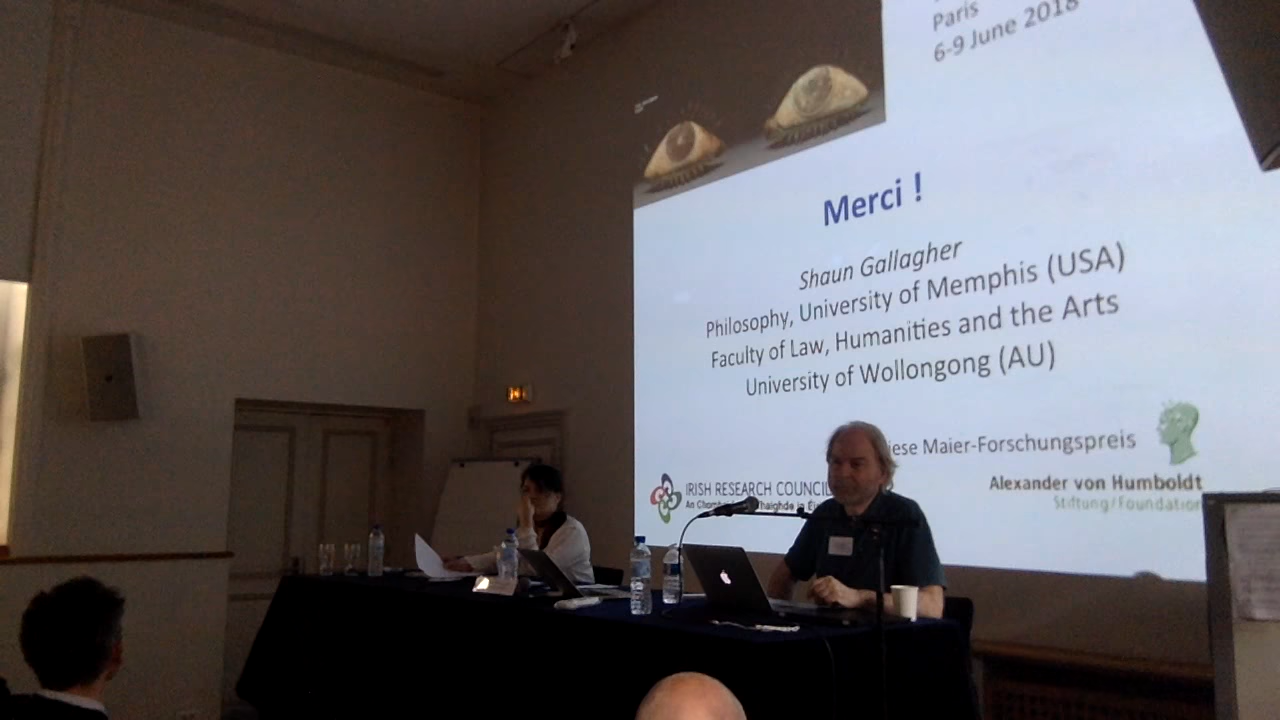 Paris
6-9 June 2018
Merci !
Shaun Gallagher
Philosophy, University of Memphis (USA)
Faculty of Law, Humanities and the Arts
University of Wollongong (AU)
Maier-Forschungspreis
IRISH RESEARCH COUNCIL
Alexander von Humboldt
An
Stiftung/Foundation